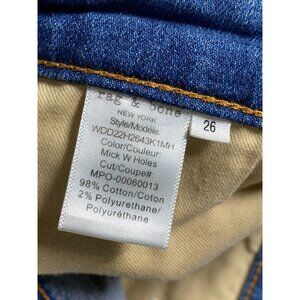 rag & bone
NEW YORK
Style/Modèle:
WDD22H2643K1MH
Color/Couleur:
Mick W Holes
Cut/Coupe#:
MPO-00060013
98% Cotton/Coton
2% Polyurethane/
Polyuréthane
26